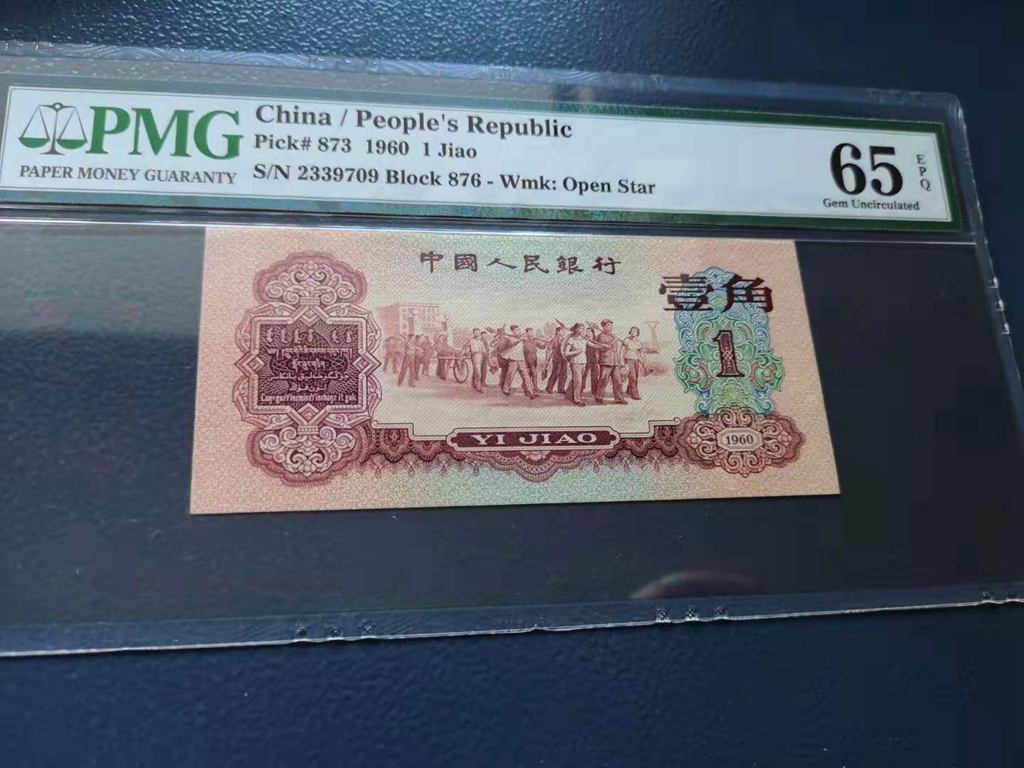 PMG
PAPER MONEY GUARANTY
China / People's Republic
Pick# 873 1960 1 Jiao
S/N 2339709 Block 876 - Wmk: Open Star
65
EPQ
Gem Uncirculated
中國人民銀行
壹角
1
YI JIAO
1960